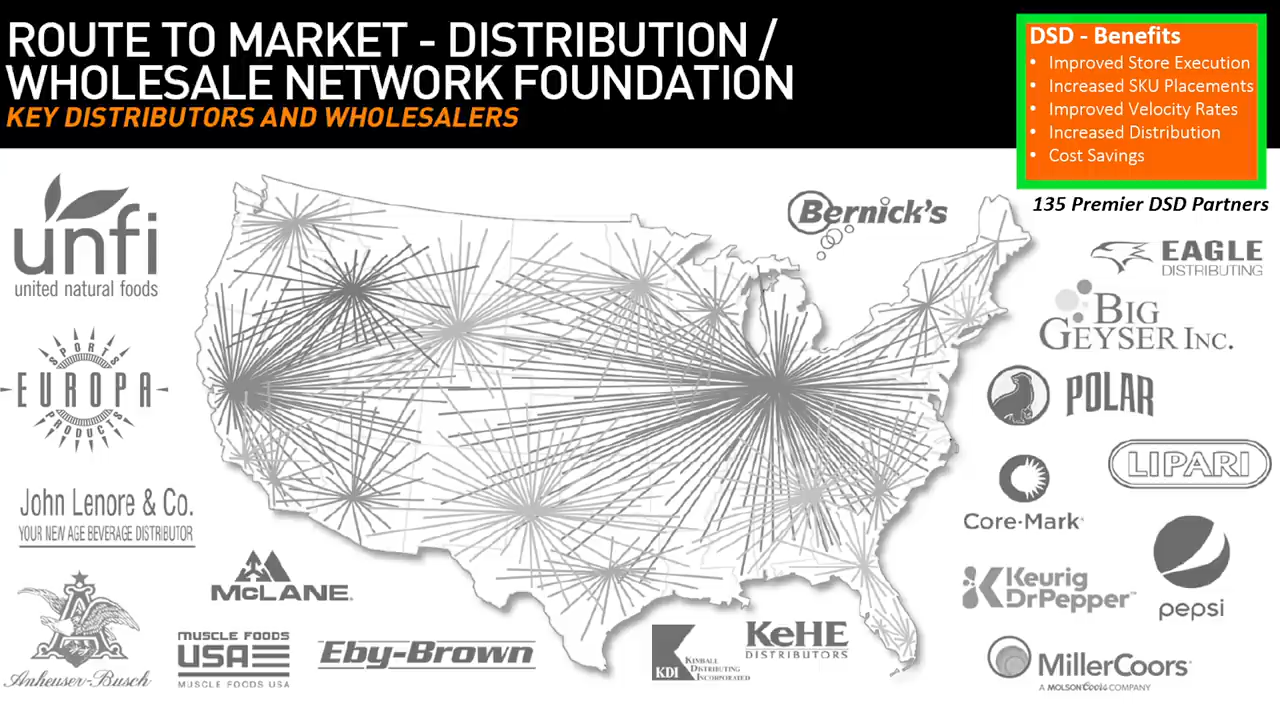 ROUTE TO MARKET - DISTRIBUTION /
WHOLESALE NETWORK FOUNDATION
KEY DISTRIBUTORS AND WHOLESALERS
DSD - Benefits
• Improved Store Execution
• Increased SKU Placements
• Improved Velocity Rates
• Increased Distribution
• Cost Savings
135 Premier DSD Partners
unfi
united natural foods
SPORTS
EUROPA
PRODUCTS
John Lenore & Co.
YOUR NEW AGE BEVERAGE DISTRIBUTOR
Anheuser-Busch
McLANE
MUSCLE FOODS
USA
MUSCLE FOODS USA
Eby-Brown
KDI
KIMBALL
DISTRIBUTING
INCORPORATED
KeHE
DISTRIBUTORS
Bernick's
EAGLE
DISTRIBUTING
BIG
GEYSER INC.
POLAR
LIPARI
Core-Mark
Keurig
DrPepper
pepsi
MillerCoors
A MOLSON Coors COMPANY